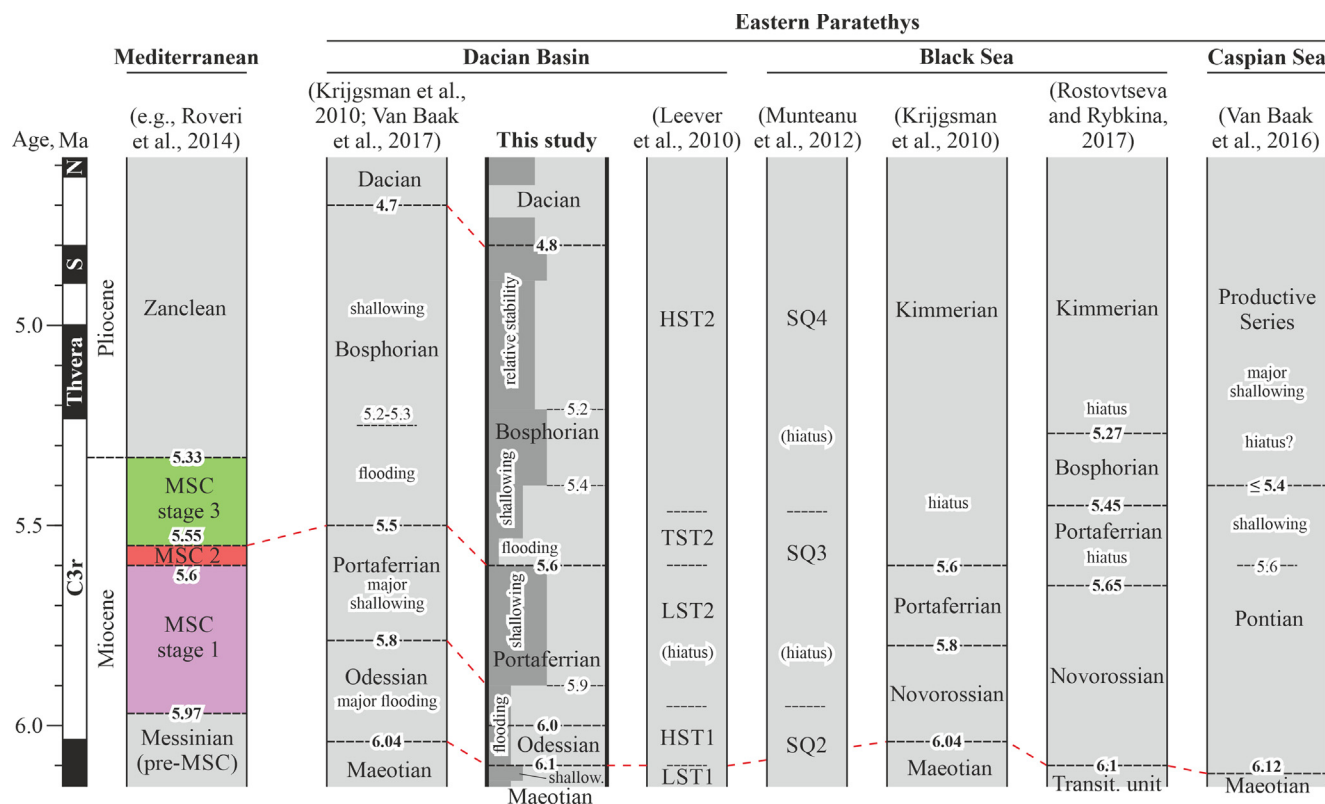 Eastern Paratethys
Mediterranean
Dacian Basin
Black Sea
Caspian Sea
Age, Ma
(e.g., Roveri
et al., 2014)
(Krijgsman et al.,
2010; Van Baak
et al., 2017)
This study
(Leever
et al., 2010)
(Munteanu
et al., 2012)
(Krijgsman
et al., 2010)
(Rostovtseva
and Rybkina,
2017)
(Van Baak
et al., 2016)
5.0
5.5
6.0
N
S
Thvera
C3r
Pliocene
Miocene
Zanclean
5.33
MSC
stage 3
5.55
MSC 2
5.6
MSC
stage 1
5.97
Messinian
(pre-MSC)
Dacian
4.7
shallowing
Bosphorian
5.2-5.3
flooding
5.5
Portaferrian
major
shallowing
5.8
Odessian
major flooding
6.04
Maeotian
Dacian
4.8
relative stability
5.2
Bosphorian
shallowing
5.4
flooding
5.6
shallowing
Portaferrian
5.9
flooding
6.0
Odessian
6.1
shallow.
Maeotian
HST2
TST2
LST2
(hiatus)
HST1
LST1
SQ4
(hiatus)
SQ3
(hiatus)
SQ2
Kimmerian
hiatus
5.6
Portaferrian
5.8
Novorossian
6.04
Maeotian
Kimmerian
hiatus
5.27
Bosphorian
5.45
Portaferrian
hiatus
5.65
Novorossian
6.1
Transit. unit
Productive
Series
major
shallowing
hiatus?
≤ 5.4
shallowing
5.6
Pontian
6.12
Maeotian